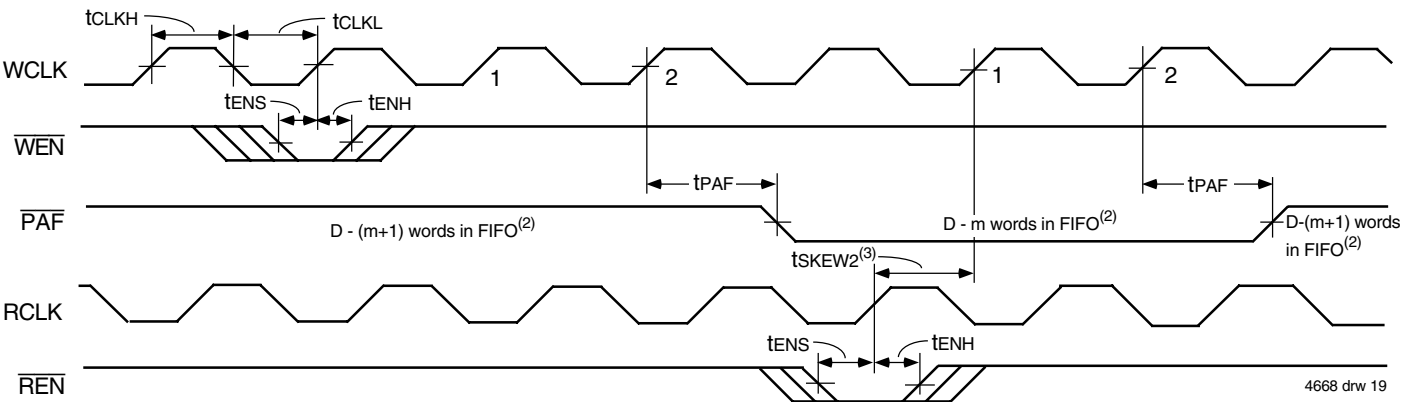 tCLKH
tCLKL
WCLK
1
2
1
2
tENS
tENH
WEN
tPAF
tPAF
PAF
D - (m+1) words in FIFO(2)
D - m words in FIFO(2)
D-(m+1) words
in FIFO(2)
tSKEW2(3)
RCLK
tENS
tENH
REN
4668 drw 19